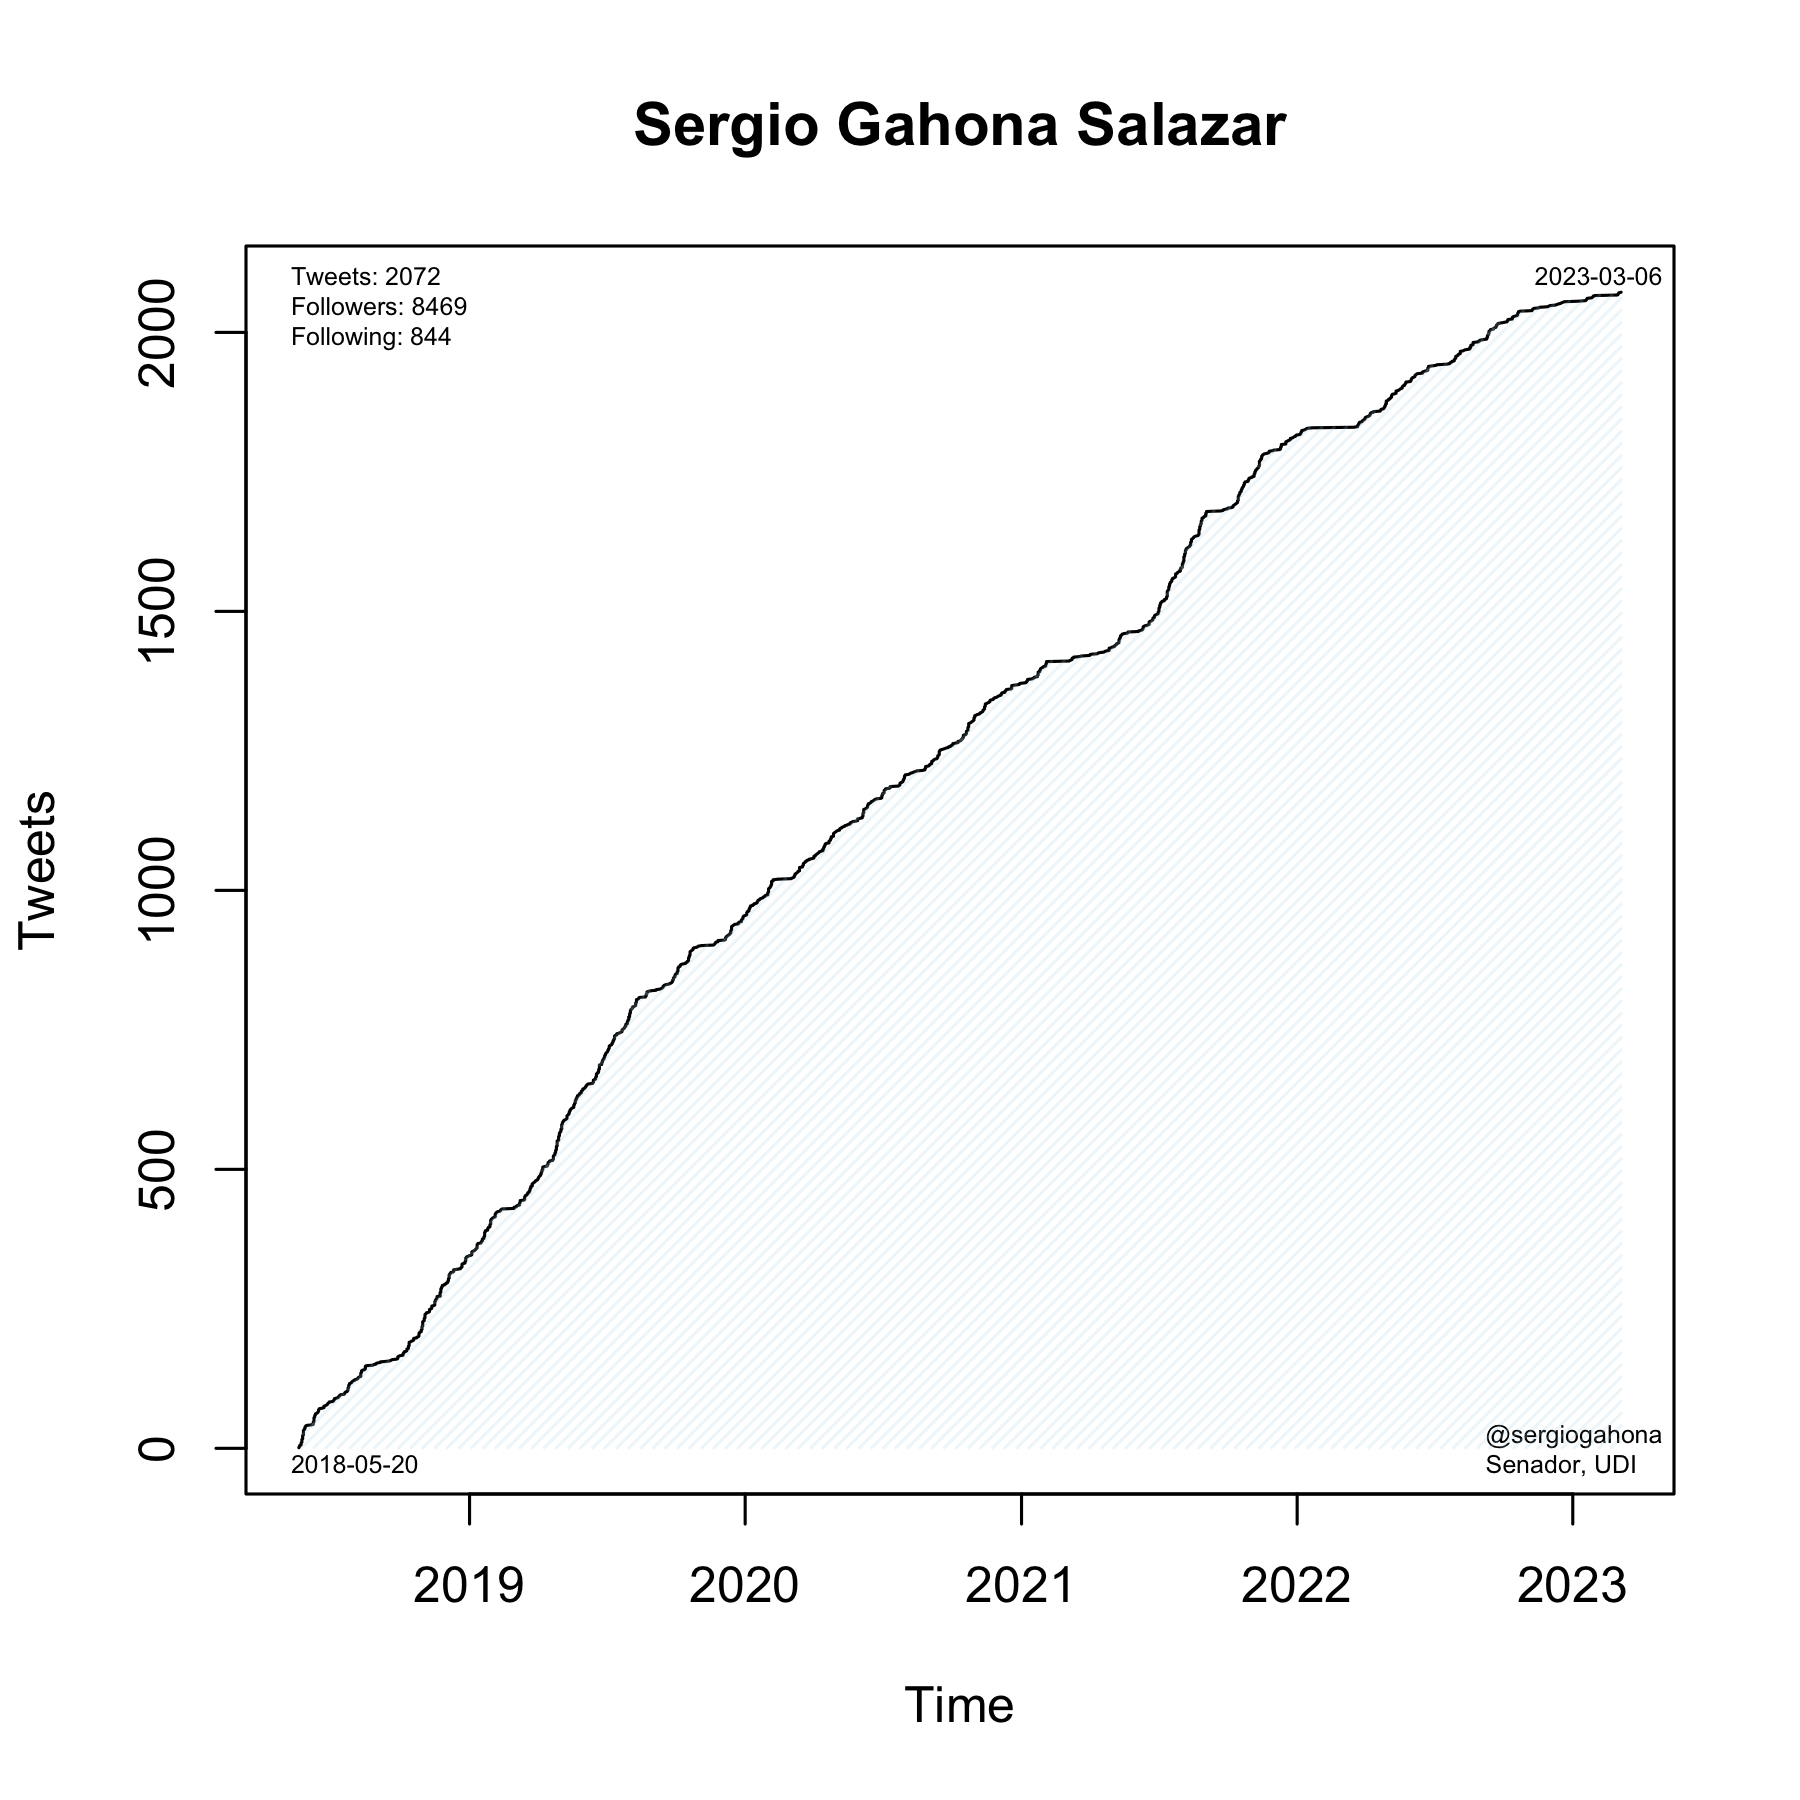 Sergio Gahona Salazar
Tweets: 2072
Followers: 8469
Following: 844
2023-03-06
2000
1500
1000
500
0
Tweets
@sergiogahona
Senador, UDI
2018-05-20
2019 2020 2021 2022 2023
Time